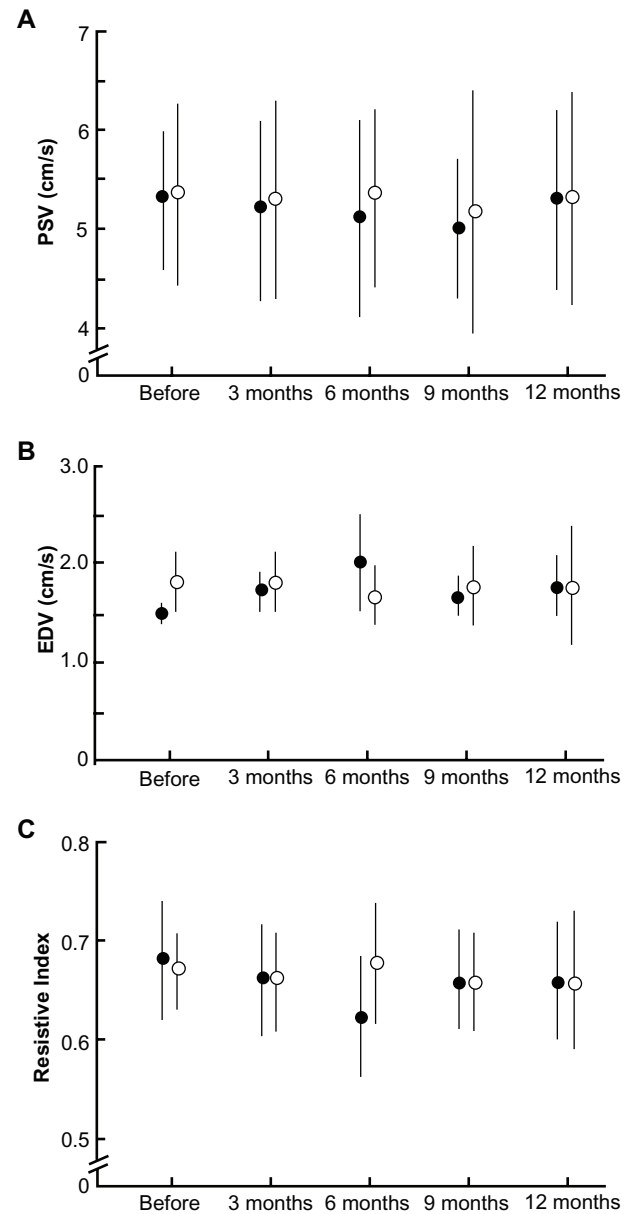 A
7
6
5
4
0
PSV (cm/s)
Before 3 months 6 months 9 months 12 months
B
3.0
2.0
1.0
0
EDV (cm/s)
Before 3 months 6 months 9 months 12 months
C
0.8
0.7
0.6
0.5
0
Resistive Index
Before 3 months 6 months 9 months 12 months